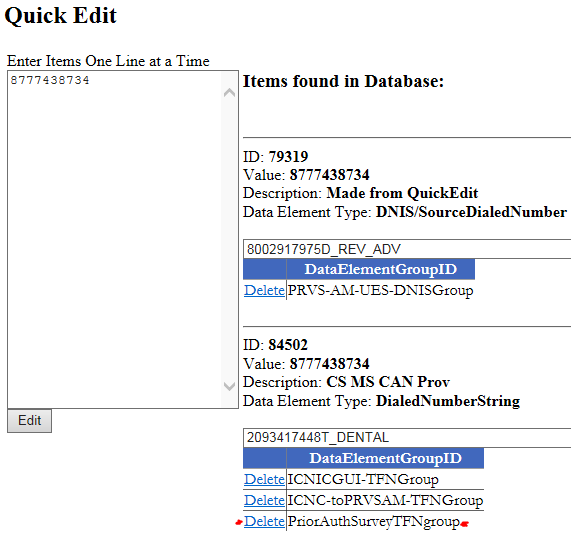 Quick Edit
Enter Items One Line at a Time
8777438734
Edit
Items found in Database:
ID: 79319
Value: 8777438734
Description: Made from QuickEdit
Data Element Type: DNIS/SourceDialedNumber
8002917975D_REV_ADV
DataElementGroupID
Delete PRVS-AM-UES-DNISGroup
ID: 84502
Value: 8777438734
Description: CS MS CAN Prov
Data Element Type: DialedNumberString
2093417448T_DENTAL
DataElementGroupID
Delete ICNICGUI-TFNGroup
Delete ICNC-toPRVSAM-TFNGroup
Delete PriorAuthSurveyTFNgroup